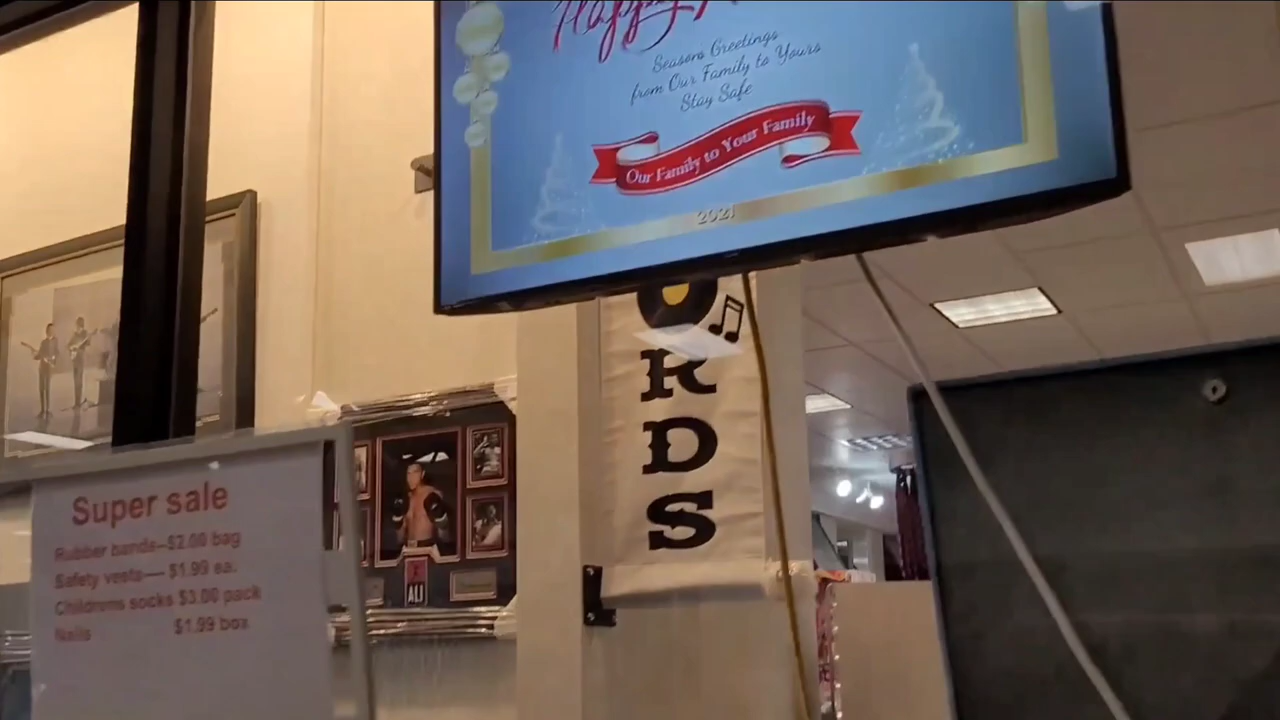 Happy
Seasons Greetings
from Our Family to Yours
Stay Safe
Our Family to Your Family
2021
RDS
ALI
Super sale
Rubber bands–$2.00 bag
Safety vests— $1.99 ea.
Childrens socks $3.00 pack
Nails $1.99 box